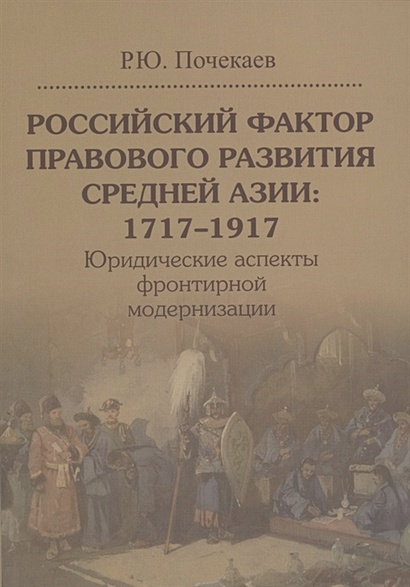 Р.Ю. Почекаев
РОССИЙСКИЙ ФАКТОР
ПРАВОВОГО РАЗВИТИЯ
СРЕДНЕЙ АЗИИ:
1717–1917
Юридические аспекты
фронтирной
модернизации